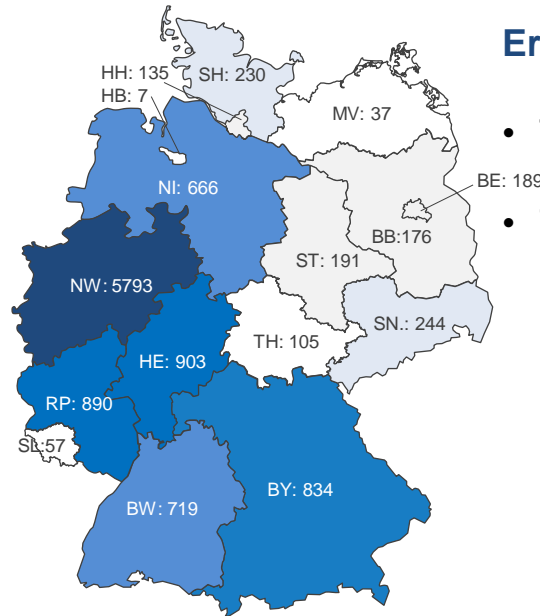 Er
HH: 135
SH: 230
HB: 7
MV: 37
NI: 666
BE: 189
BB:176
ST: 191
NW: 5793
SN.: 244
TH: 105
HE: 903
RP: 890
SL:57
BY: 834
BW: 719